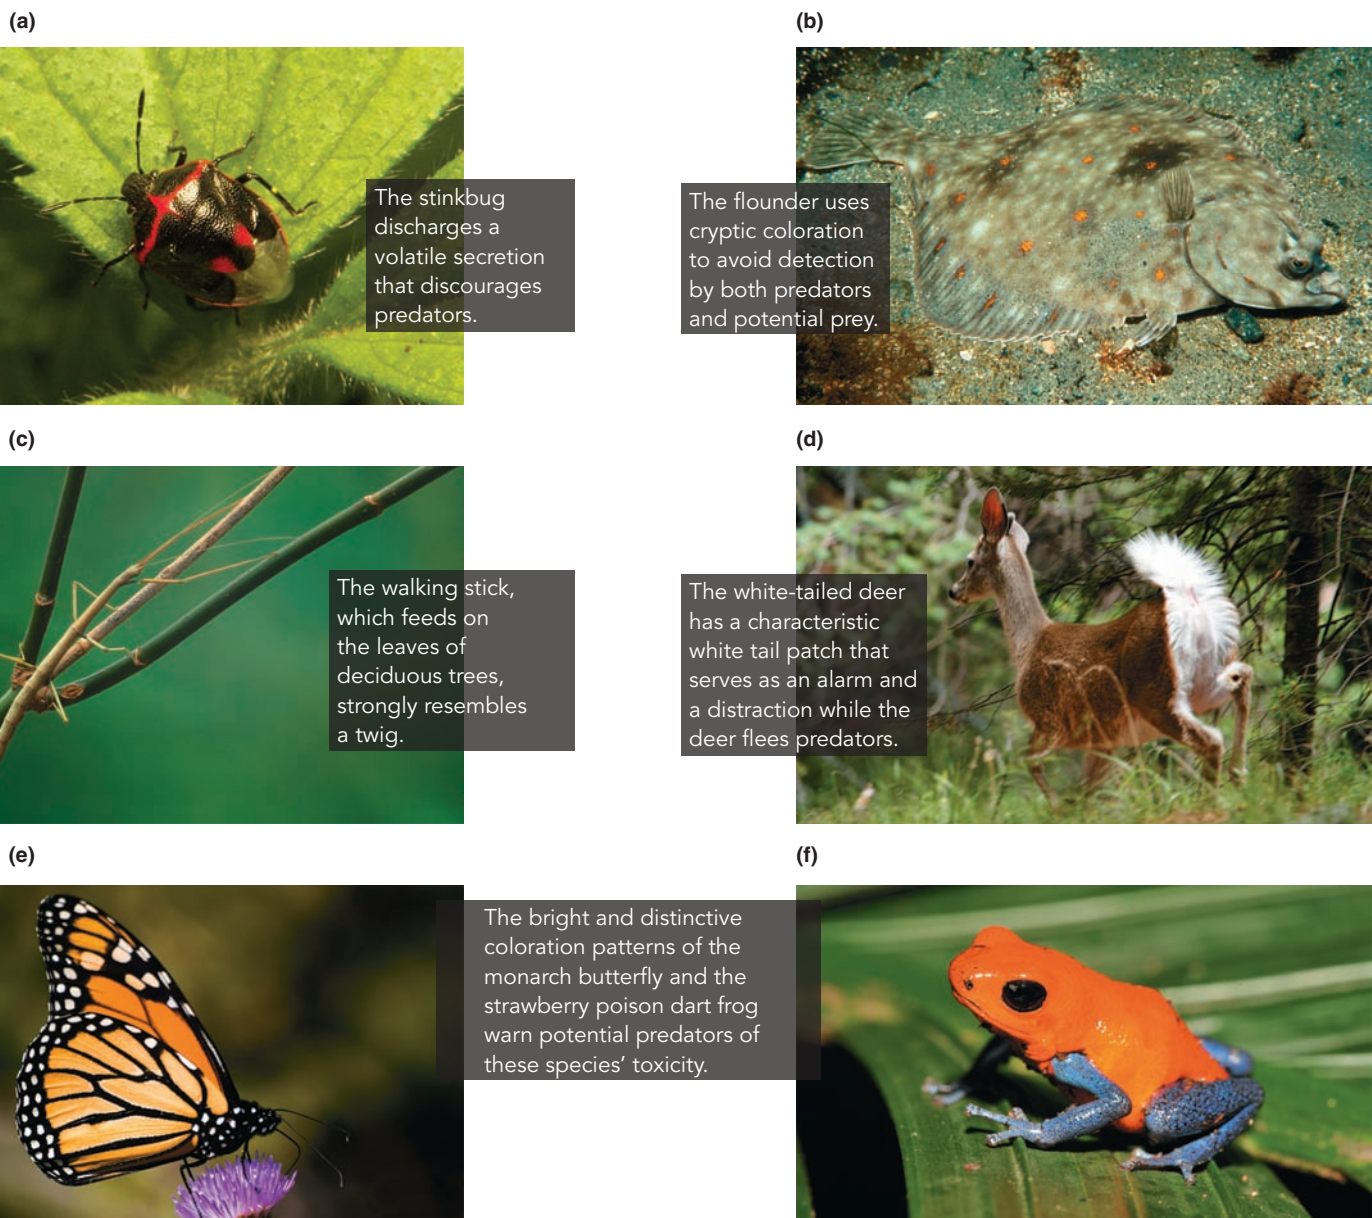 (a)
The stinkbug
discharges a
volatile secretion
that discourages
predators.
(b)
The flounder uses
cryptic coloration
to avoid detection
by both predators
and potential prey.
(c)
The walking stick,
which feeds on
the leaves of
deciduous trees,
strongly resembles
a twig.
(d)
The white-tailed deer
has a characteristic
white tail patch that
serves as an alarm and
a distraction while the
deer flees predators.
(e)
The bright and distinctive
coloration patterns of the
monarch butterfly and the
strawberry poison dart frog
warn potential predators of
these species’ toxicity.
(f)